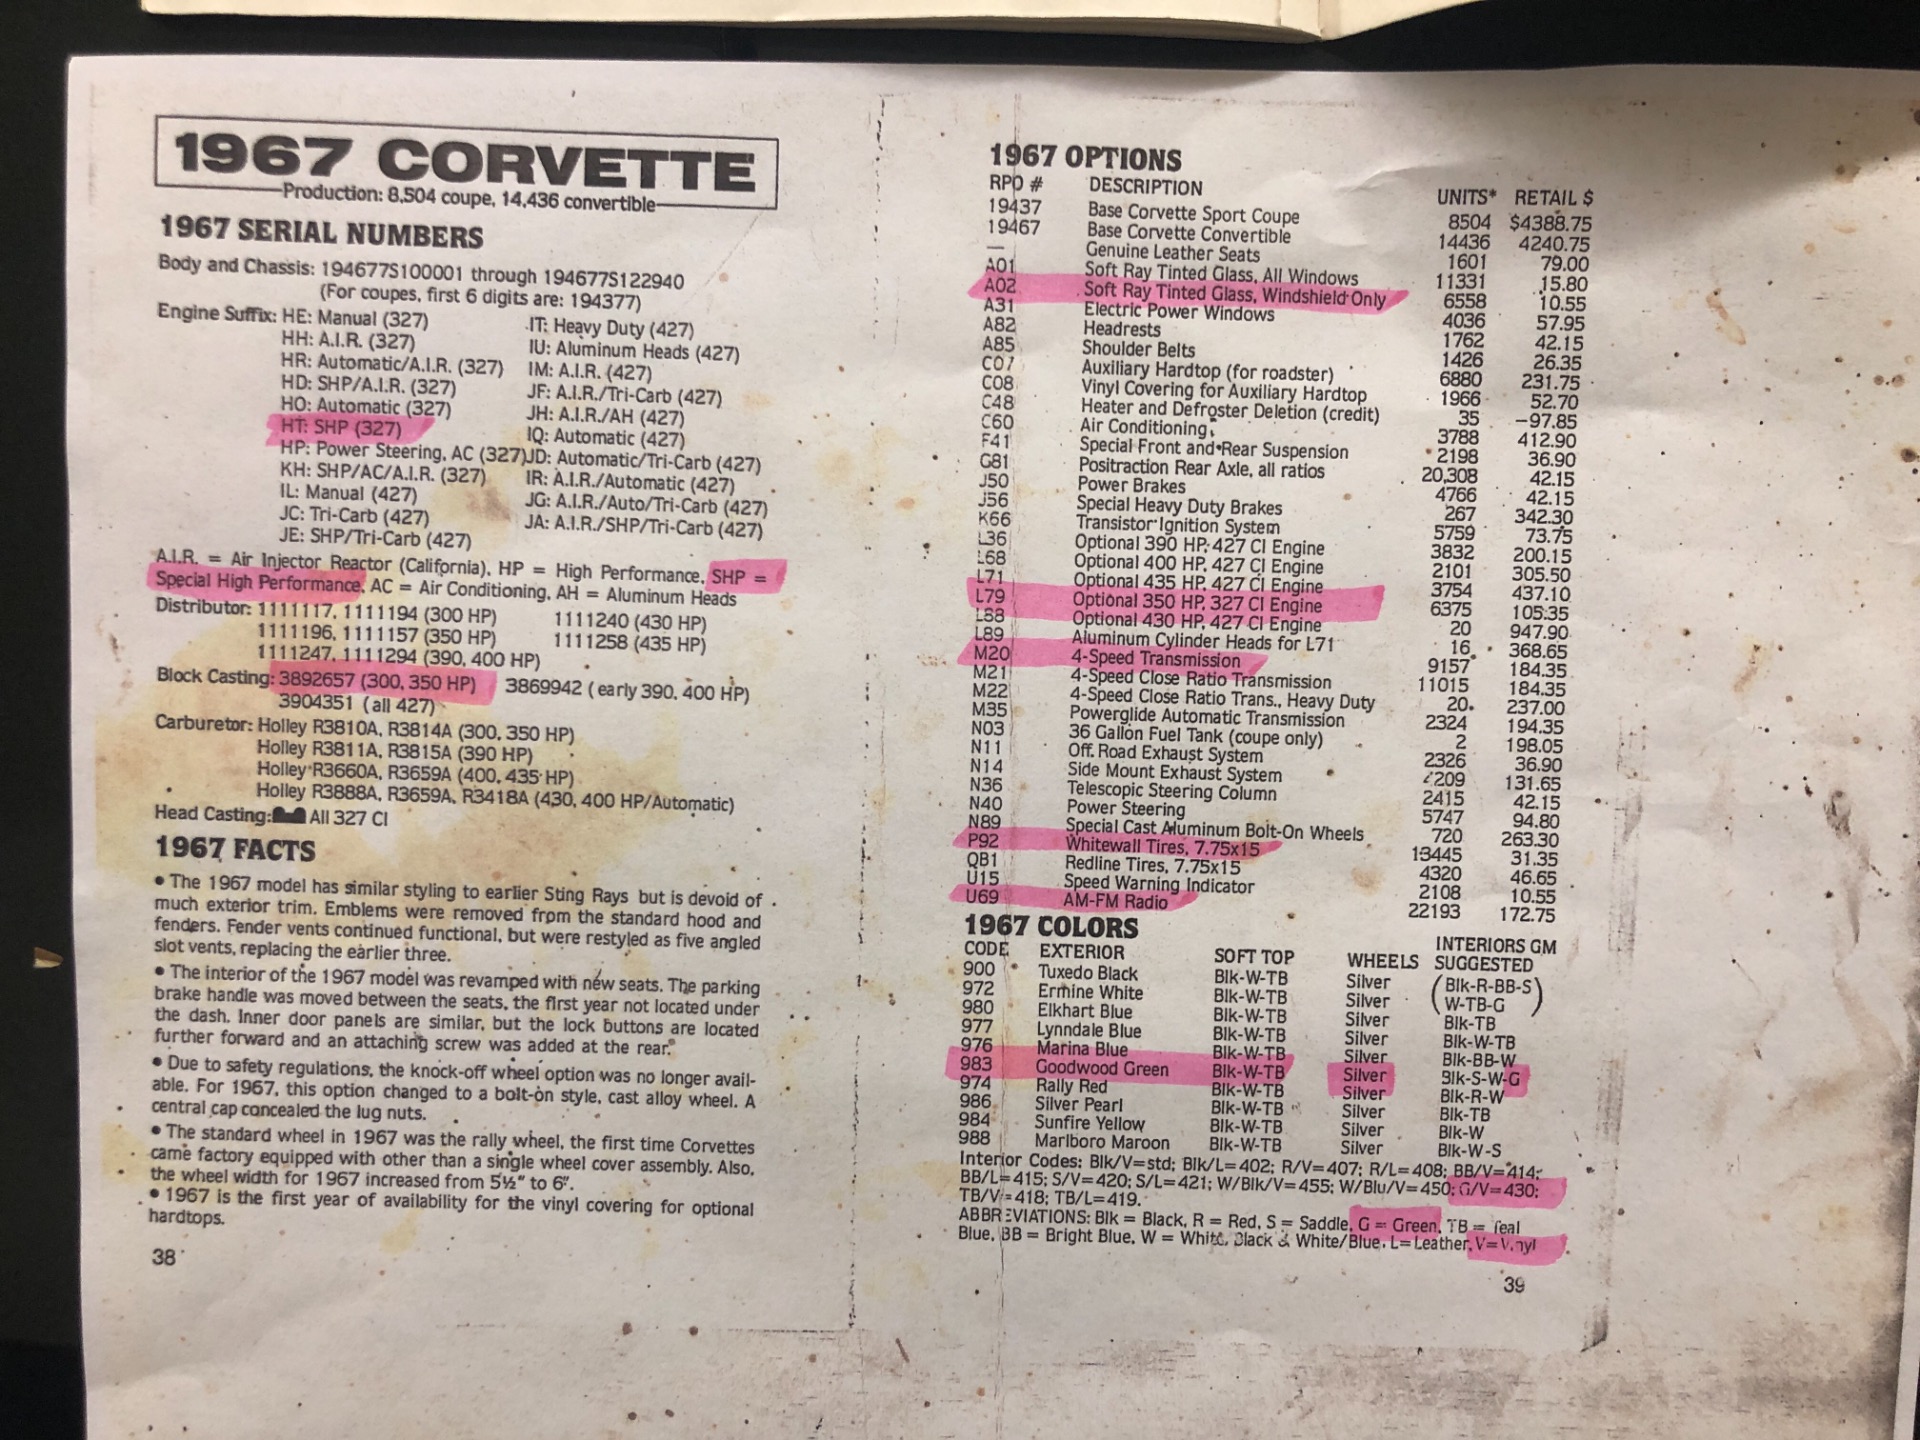 1967 CORVETTE
Production: 8,504 coupe, 14,436 convertible
1967 SERIAL NUMBERS
Body and Chassis: 194677S100001 through 194677S122940
(For coupes, first 6 digits are: 194377)
Engine Suffix: HE: Manual (327) IT: Heavy Duty (427)
HH: A.I.R. (327) IU: Aluminum Heads (427)
HR: Automatic/A.I.R. (327) IM: A.I.R. (427)
HD: SHP/A.I.R. (327) JF: A.I.R./Tri-Carb (427)
HO: Automatic (327) JH: A.I.R./AH (427)
HT: SHP (327) IQ: Automatic (427)
HP: Power Steering, AC (327) JD: Automatic/Tri-Carb (427)
KH: SHP/AC/A.I.R. (327) IR: A.I.R./Automatic (427)
IL: Manual (427) JG: A.I.R./Auto/Tri-Carb (427)
JC: Tri-Carb (427) JA: A.I.R./SHP/Tri-Carb (427)
JE: SHP/Tri-Carb (427)
A.I.R. = Air Injector Reactor (California), HP = High Performance, SHP =
Special High Performance, AC = Air Conditioning, AH = Aluminum Heads
Distributor: 1111117, 1111194 (300 HP) 1111240 (430 HP)
1111196, 1111157 (350 HP) 1111258 (435 HP)
1111247, 1111294 (390, 400 HP)
Block Casting: 3892657 (300, 350 HP) 3869942 (early 390, 400 HP)
3904351 (all 427)
Carburetor: Holley R3810A, R3814A (300, 350 HP)
Holley R3811A, R3815A (390 HP)
Holley R3660A, R3659A (400, 435 HP)
Holley R3888A, R3659A, R3418A (430, 400 HP/Automatic)
Head Casting: All 327 CI
1967 FACTS
• The 1967 model has similar styling to earlier Sting Rays but is devoid of
much exterior trim. Emblems were removed from the standard hood and
fenders. Fender vents continued functional, but were restyled as five angled
slot vents, replacing the earlier three.
• The interior of the 1967 model was revamped with new seats. The parking
brake handle was moved between the seats, the first year not located under
the dash. Inner door panels are similar, but the lock buttons are located
further forward and an attaching screw was added at the rear.
• Due to safety regulations, the knock-off wheel option was no longer avail-
able. For 1967, this option changed to a bolt-on style, cast alloy wheel. A
central cap concealed the lug nuts.
• The standard wheel in 1967 was the rally wheel, the first time Corvettes
came factory equipped with other than a single wheel cover assembly. Also,
the wheel width for 1967 increased from 5½" to 6".
• 1967 is the first year of availability for the vinyl covering for optional
hardtops.
38
1967 OPTIONS
RPO # DESCRIPTION UNITS* RETAIL $
19437 Base Corvette Sport Coupe 8504 $4388.75
19467 Base Corvette Convertible 14436 4240.75
— Genuine Leather Seats 1601 79.00
A01 Soft Ray Tinted Glass, All Windows 11331 15.80
A02 Soft Ray Tinted Glass, Windshield Only 6558 10.55
A31 Electric Power Windows 4036 57.95
A82 Headrests 1762 42.15
A85 Shoulder Belts 1426 26.35
C07 Auxiliary Hardtop (for roadster) 6880 231.75
C08 Vinyl Covering for Auxiliary Hardtop 1966 52.70
C48 Heater and Defroster Deletion (credit) 35 −97.85
C60 Air Conditioning 3788 412.90
F41 Special Front and Rear Suspension 2198 36.90
G81 Positraction Rear Axle, all ratios 20,308 42.15
J50 Power Brakes 4766 42.15
J56 Special Heavy Duty Brakes 267 342.30
K66 Transistor Ignition System 5759 73.75
L36 Optional 390 HP, 427 CI Engine 3832 200.15
L68 Optional 400 HP, 427 CI Engine 2101 305.50
L71 Optional 435 HP, 427 CI Engine 3754 437.10
L79 Optional 350 HP, 327 CI Engine 6375 105.35
L88 Optional 430 HP, 427 CI Engine 20 947.90
L89 Aluminum Cylinder Heads for L71 16 368.65
M20 4-Speed Transmission 9157 184.35
M21 4-Speed Close Ratio Transmission 11015 184.35
M22 4-Speed Close Ratio Trans., Heavy Duty 20 237.00
M35 Powerglide Automatic Transmission 2324 194.35
N03 36 Gallon Fuel Tank (coupe only) 2 198.05
N11 Off Road Exhaust System 2326 36.90
N14 Side Mount Exhaust System 4209 131.65
N36 Telescopic Steering Column 2415 42.15
N40 Power Steering 5747 94.80
N89 Special Cast Aluminum Bolt-On Wheels 720 263.30
P92 Whitewall Tires, 7.75x15 13445 31.35
QB1 Redline Tires, 7.75x15 4320 46.65
U15 Speed Warning Indicator 2108 10.55
U69 AM-FM Radio 22193 172.75
1967 COLORS
CODE EXTERIOR SOFT TOP WHEELS INTERIORS GM SUGGESTED
900 Tuxedo Black Blk-W-TB Silver (Blk-R-BB-S
972 Ermine White Blk-W-TB Silver W-TB-G)
980 Elkhart Blue Blk-W-TB Silver Blk-TB
977 Lynndale Blue Blk-W-TB Silver Blk-W-TB
976 Marina Blue Blk-W-TB Silver Blk-BB-W
983 Goodwood Green Blk-W-TB Silver Blk-S-W-G
974 Rally Red Blk-W-TB Silver Blk-R-W
986 Silver Pearl Blk-W-TB Silver Blk-TB
984 Sunfire Yellow Blk-W-TB Silver Blk-W
988 Marlboro Maroon Blk-W-TB Silver Blk-W-S
Interior Codes: Blk/V=std; Blk/L=402; R/V=407; R/L=408; BB/V=414;
BB/L=415; S/V=420; S/L=421; W/Blk/V=455; W/Blu/V=450; G/V=430;
TB/V=418; TB/L=419.
ABBREVIATIONS: Blk = Black, R = Red, S = Saddle, G = Green, TB = Teal
Blue, BB = Bright Blue, W = White, Black & White/Blue, L=Leather, V=Vinyl
39